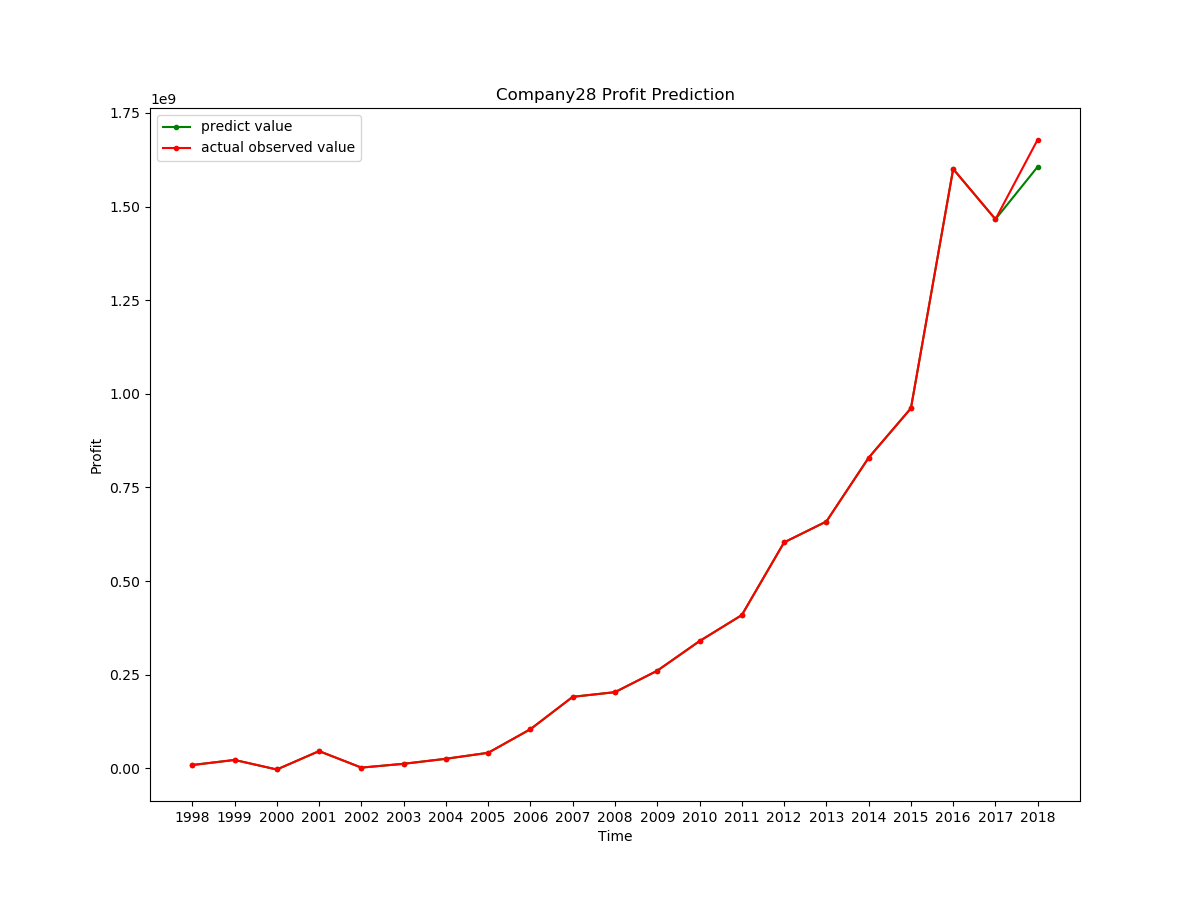 Company28 Profit Prediction
1e9
predict value
actual observed value
1.75
1.50
1.25
1.00
0.75
0.50
0.25
0.00
Profit
1998 1999 2000 2001 2002 2003 2004 2005 2006 2007 2008 2009 2010 2011 2012 2013 2014 2015 2016 2017 2018
Time